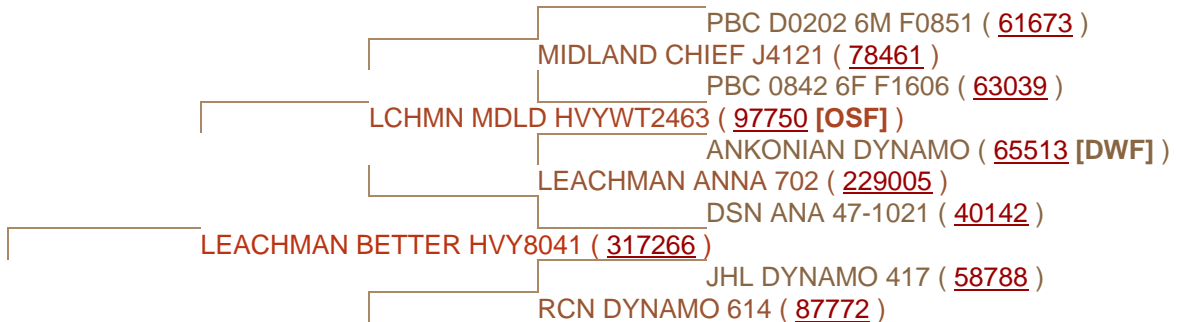 PBC D0202 6M F0851 ( 61673 )
MIDLAND CHIEF J4121 ( 78461 )
PBC 0842 6F F1606 ( 63039 )
LCHMN MDLD HVYWT2463 ( 97750 [OSF] )
ANKONIAN DYNAMO ( 65513 [DWF] )
LEACHMAN ANNA 702 ( 229005 )
DSN ANA 47-1021 ( 40142 )
LEACHMAN BETTER HVY8041 ( 317266 )
JHL DYNAMO 417 ( 58788 )
RCN DYNAMO 614 ( 87772 )